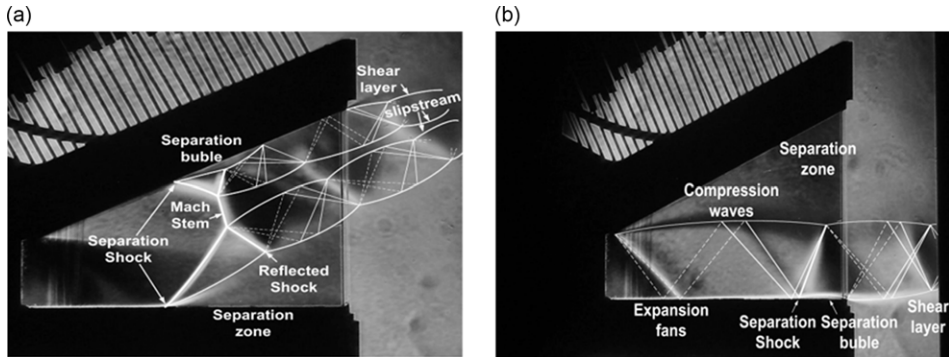 (a)
Shear
layer
slipstream
Separation
buble
Mach
Stem
Separation
Shock
Reflected
Shock
Separation
zone
(b)
Separation
zone
Compression
waves
Expansion
fans
Separation
Shock
Separation
buble
Shear
layer